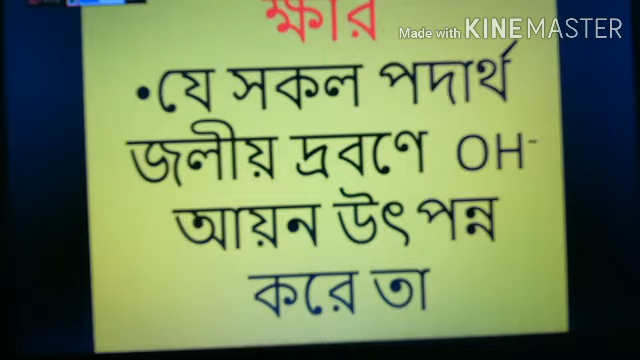 ক্ষার
Made with KINEMASTER
•যে সকল পদার্থ
জলীয় দ্রবণে OH⁻
আয়ন উৎপন্ন
করে তা